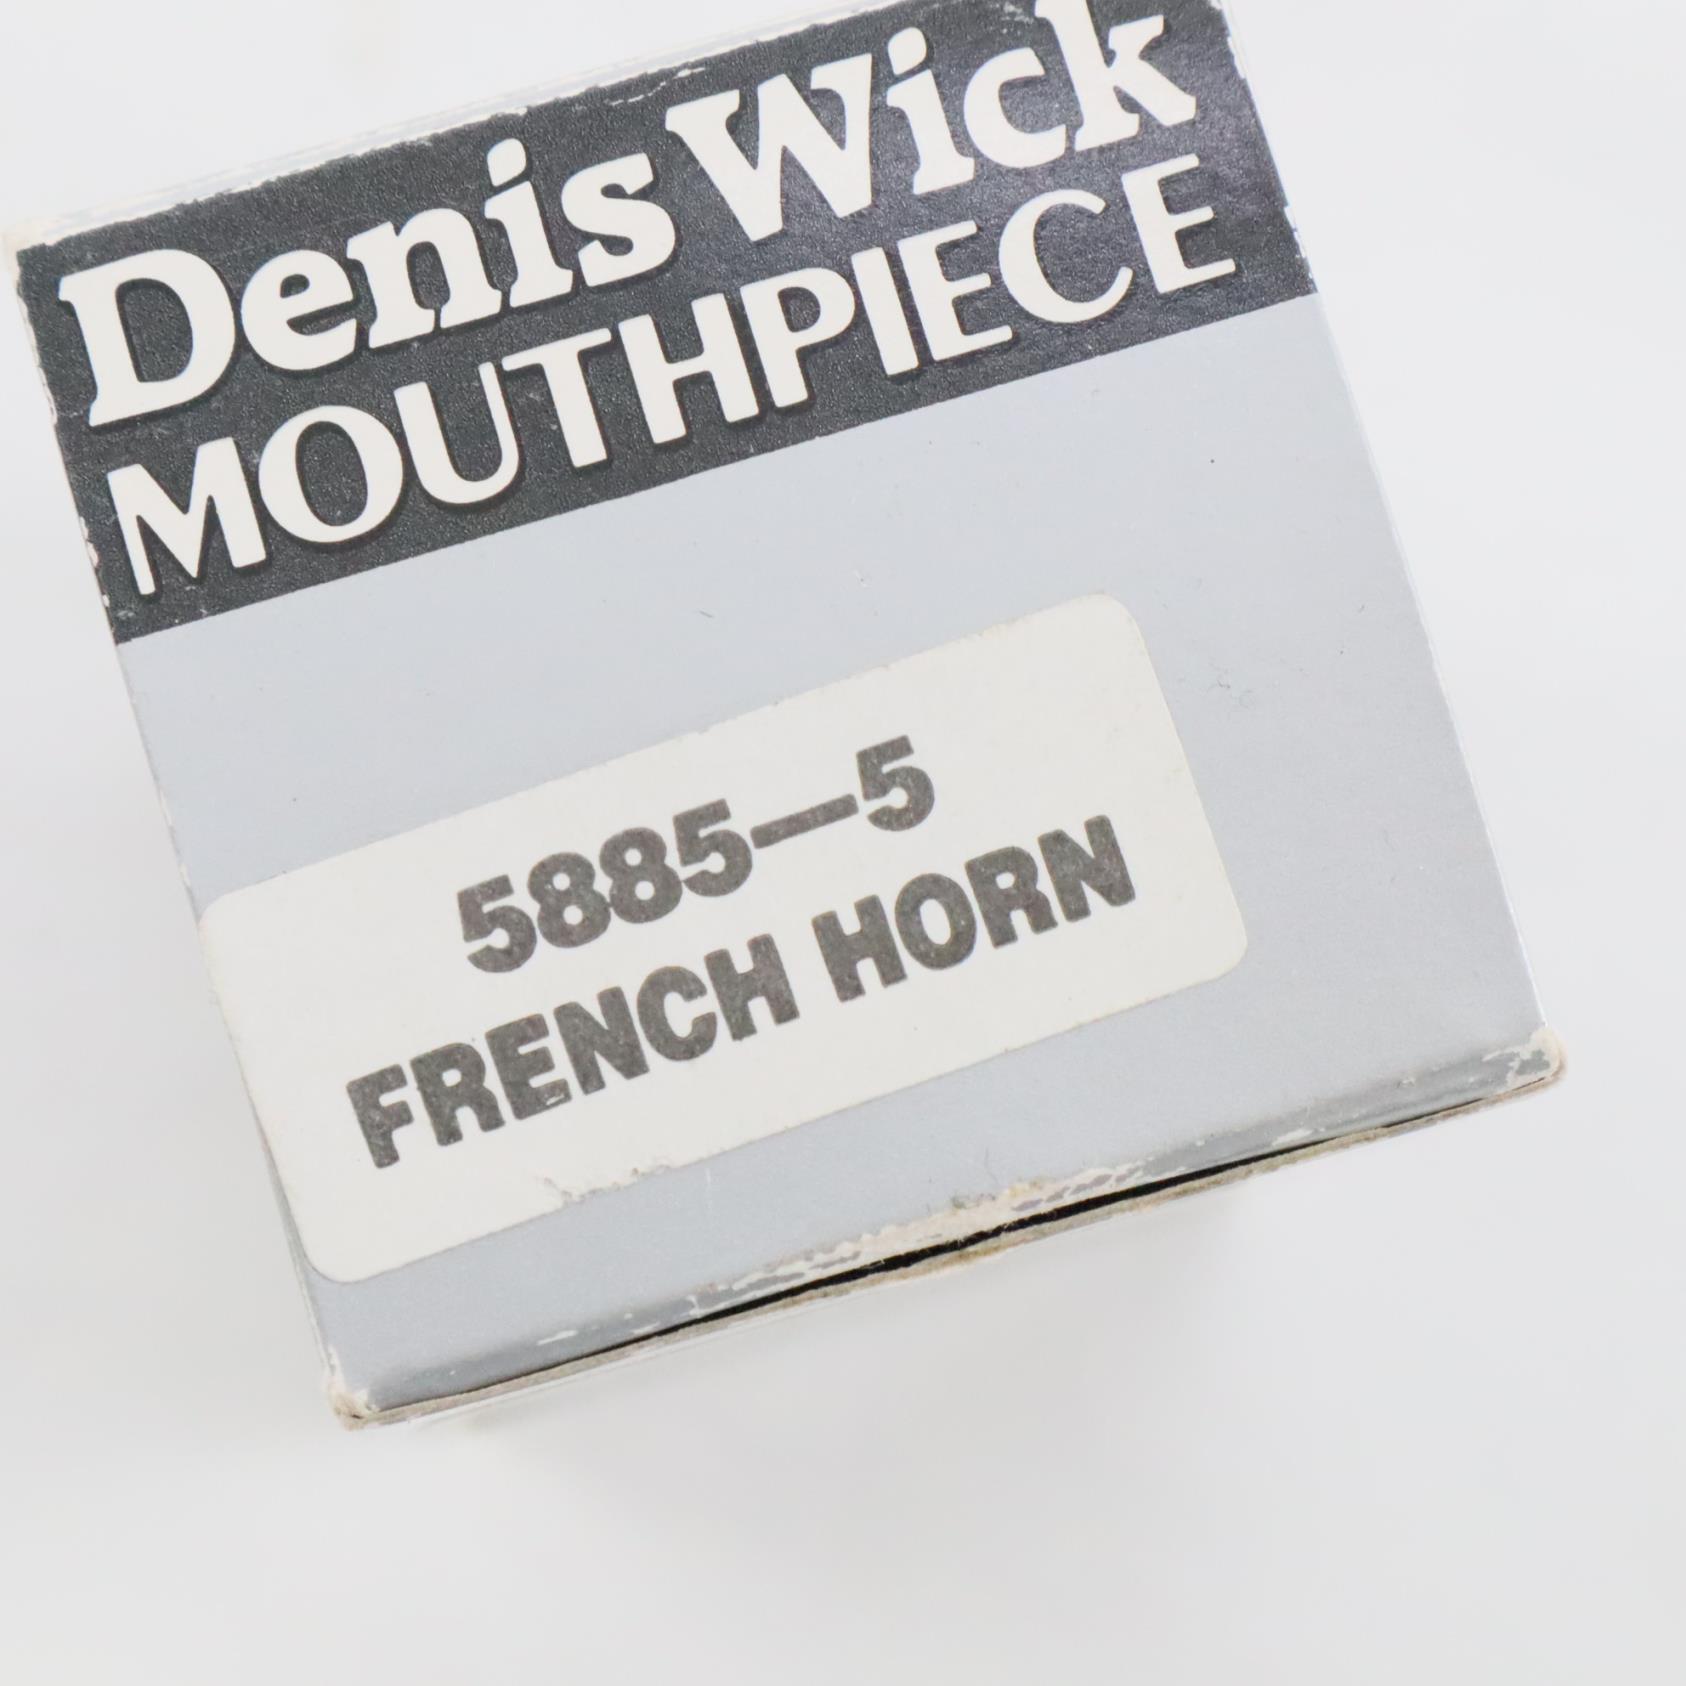 Denis Wick
MOUTHPIECE
5885—5
FRENCH HORN